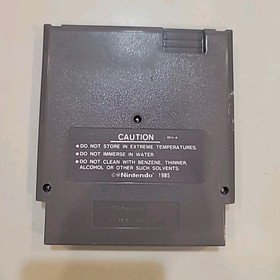 CAUTION
REV-A
● DO NOT STORE IN EXTREME TEMPERATURES.
● DO NOT IMMERSE IN WATER.
● DO NOT CLEAN WITH BENZENE, THINNER,
ALCOHOL OR OTHER SUCH SOLVENTS.
©Nintendo® 1985